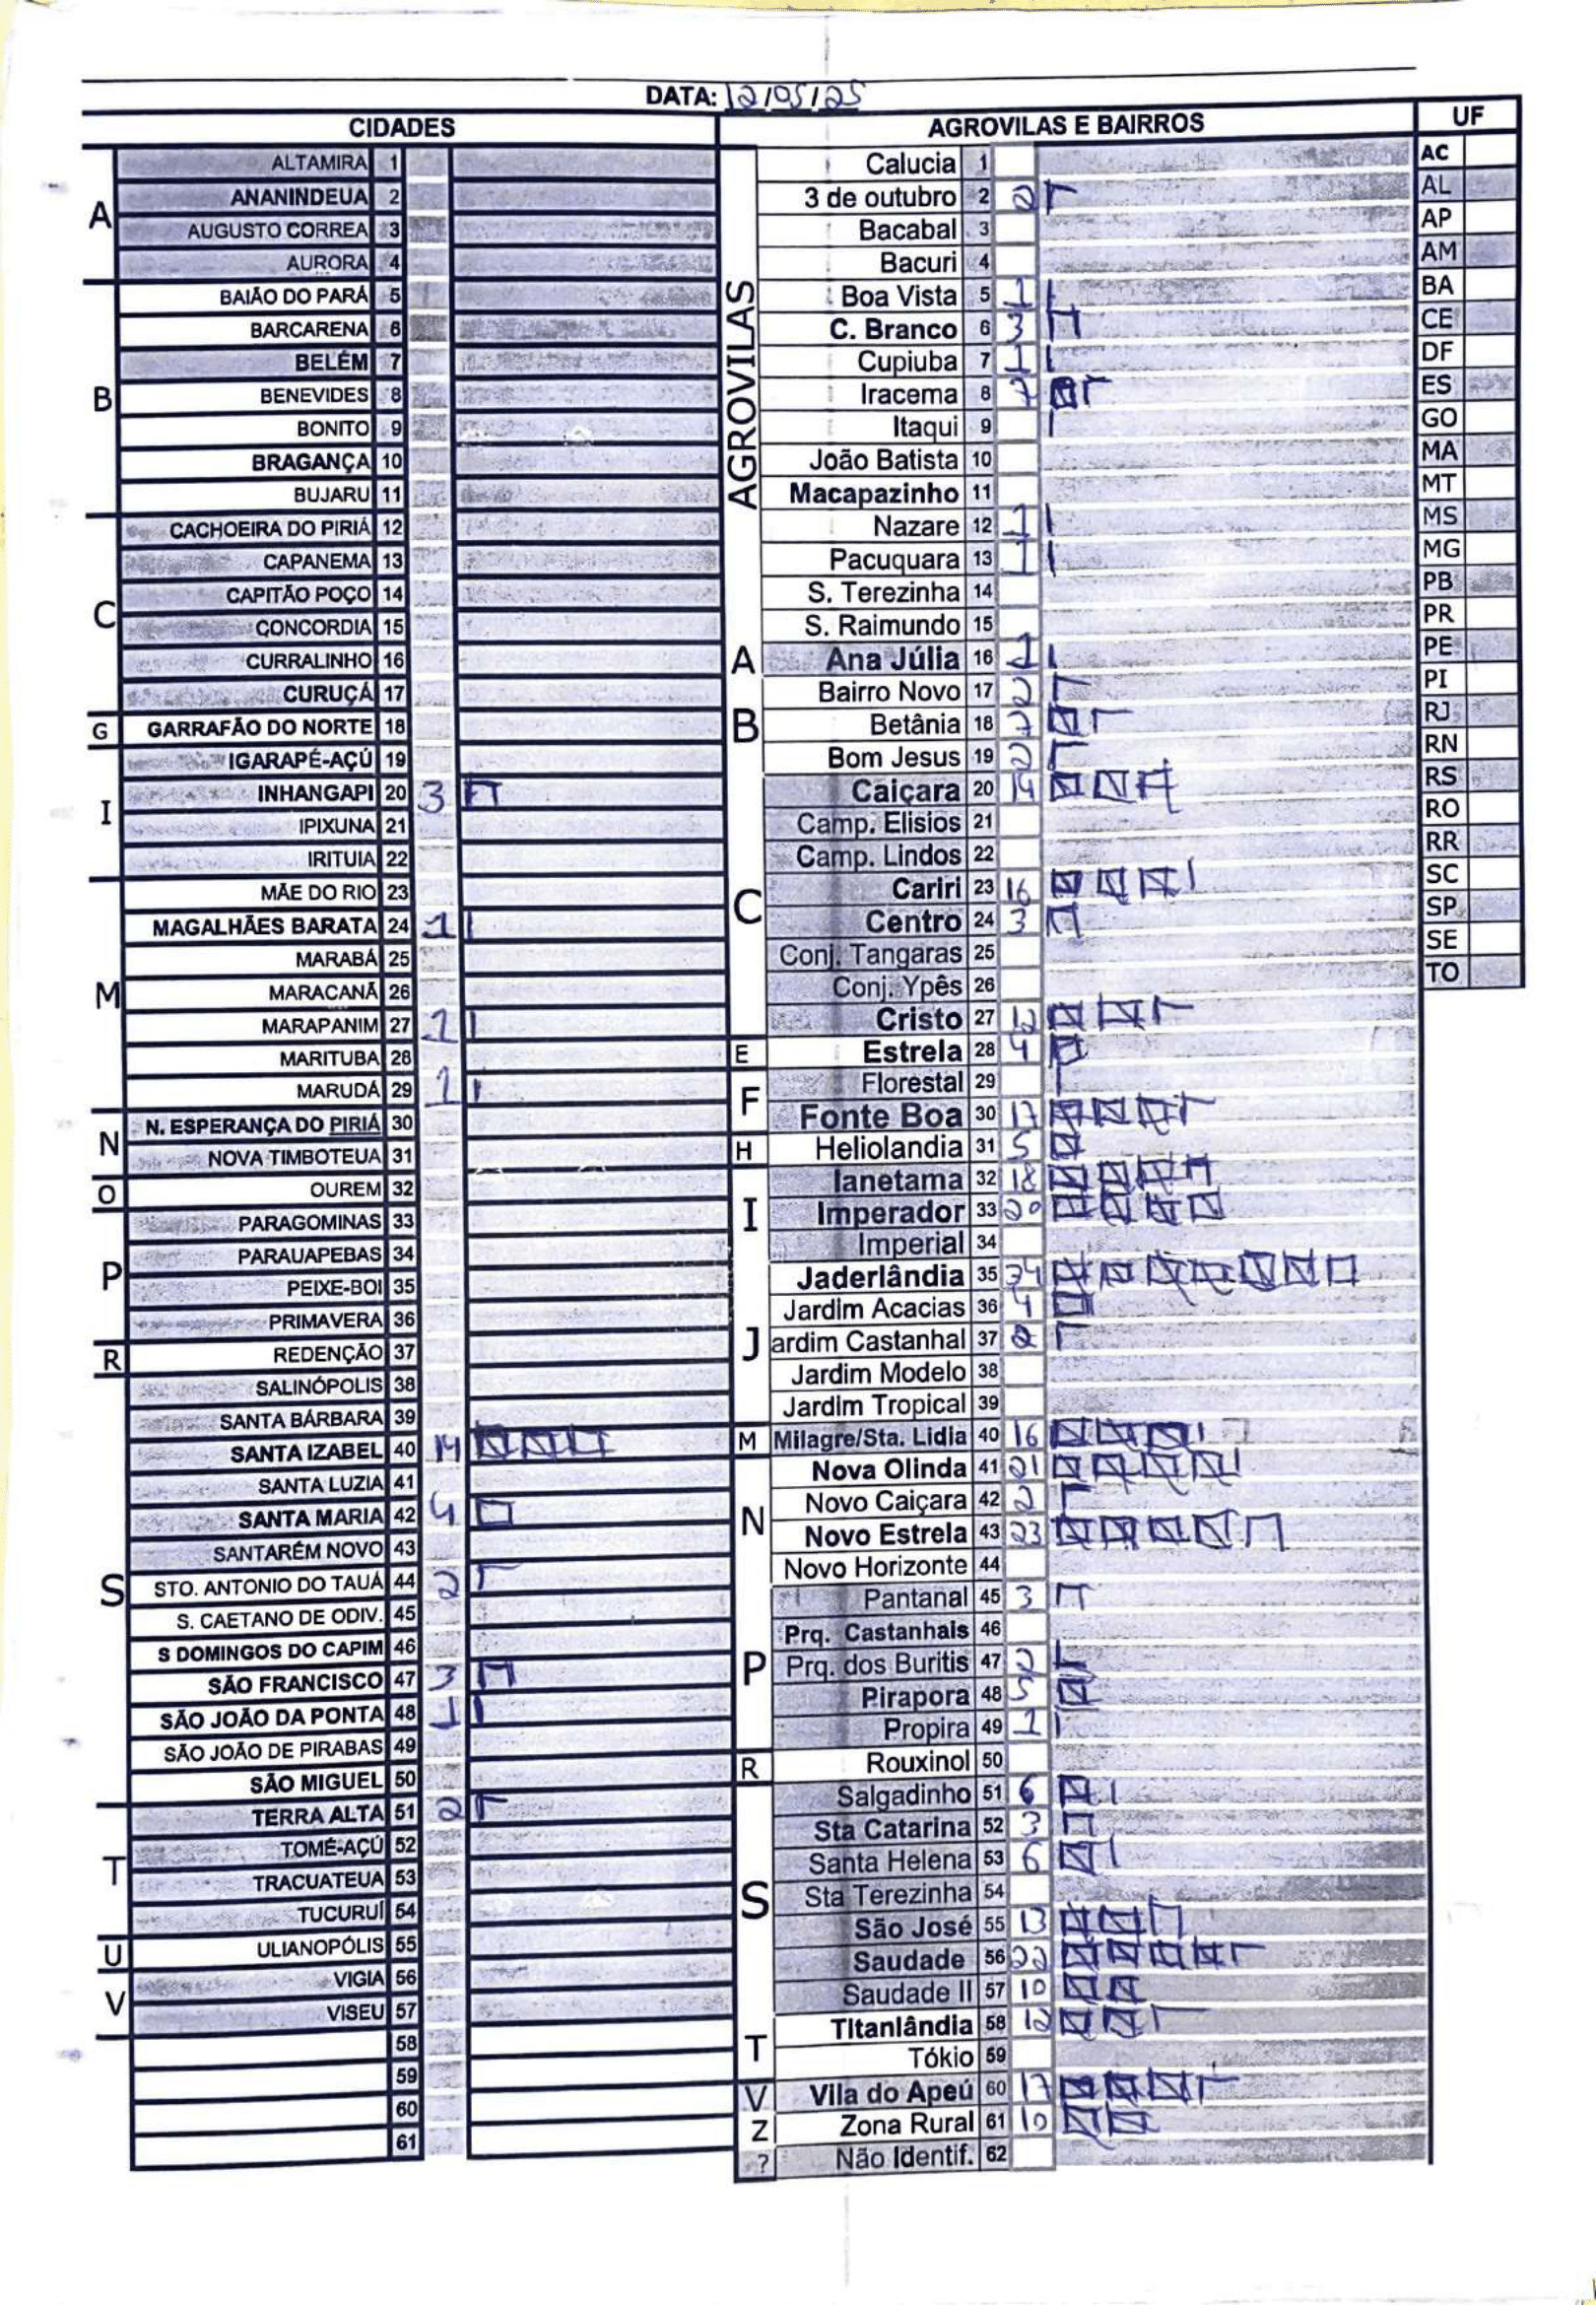 DATA: 12/05/25
CIDADES
A
ALTAMIRA 1
ANANINDEUA 2
AUGUSTO CORREA 3
AURORA 4
B
BAIÃO DO PARÁ 5
BARCARENA 6
BELÉM 7
BENEVIDES 8
BONITO 9
BRAGANÇA 10
BUJARU 11
C
CACHOEIRA DO PIRIÁ 12
CAPANEMA 13
CAPITÃO POÇO 14
CONCORDIA 15
CURRALINHO 16
CURUÇÁ 17
G
GARRAFÃO DO NORTE 18
I
IGARAPÉ-AÇÚ 19
INHANGAPI 20 3
IPIXUNA 21
IRITUIA 22
M
MÃE DO RIO 23
MAGALHÃES BARATA 24 1
MARABÁ 25
MARACANÃ 26
MARAPANIM 27 1
MARITUBA 28
MARUDÁ 29 1
N
N. ESPERANÇA DO PIRIÁ 30
NOVA TIMBOTEUA 31
O
OUREM 32
P
PARAGOMINAS 33
PARAUAPEBAS 34
PEIXE-BOI 35
PRIMAVERA 36
R
REDENÇÃO 37
S
SALINÓPOLIS 38
SANTA BÁRBARA 39
SANTA IZABEL 40 14
SANTA LUZIA 41
SANTA MARIA 42 4
SANTARÉM NOVO 43
STO. ANTONIO DO TAUÁ 44 2
S. CAETANO DE ODIV. 45
S DOMINGOS DO CAPIM 46
SÃO FRANCISCO 47 3
SÃO JOÃO DA PONTA 48 1
SÃO JOÃO DE PIRABAS 49
SÃO MIGUEL 50
T
TERRA ALTA 51 2
TOMÉ-AÇÚ 52
TRACUATEUA 53
TUCURUÍ 54
U
ULIANOPÓLIS 55
V
VIGIA 56
VISEU 57
58
59
60
61
AGROVILAS E BAIRROS
AGROVILAS
Calucia 1
3 de outubro 2 2
Bacabal 3
Bacuri 4
Boa Vista 5 1
C. Branco 6 3
Cupiuba 7 1
Iracema 8 7
Itaqui 9
João Batista 10
Macapazinho 11
Nazare 12 1
Pacuquara 13 1
S. Terezinha 14
S. Raimundo 15
A
Ana Júlia 16 1
B
Bairro Novo 17 2
Betânia 18 7
Bom Jesus 19 2
C
Caiçara 20 14
Camp. Elisios 21
Camp. Lindos 22
Cariri 23 16
Centro 24 3
Conj. Tangaras 25
Conj. Ypês 26
Cristo 27 12
E
Estrela 28 4
F
Florestal 29
Fonte Boa 30 17
H
Heliolandia 31 5
I
Ianetama 32 18
Imperador 33 20
Imperial 34
J
Jaderlândia 35 34
Jardim Acacias 36 4
ardim Castanhal 37 2
Jardim Modelo 38
Jardim Tropical 39
M
Milagre/Sta. Lidia 40 16
N
Nova Olinda 41 21
Novo Caiçara 42 2
Novo Estrela 43 23
Novo Horizonte 44
P
Pantanal 45 3
Prq. Castanhais 46
Prq. dos Buritis 47 2
Pirapora 48 5
Propira 49 1
R
Rouxinol 50
S
Salgadinho 51 6
Sta Catarina 52 3
Santa Helena 53 6
Sta Terezinha 54
São José 55 13
Saudade 56 22
Saudade II 57 10
T
Titanlândia 58 12
Tókio 59
V
Vila do Apeú 60 17
Z
Zona Rural 61 10
?
Não Identif. 62
UF
AC
AL
AP
AM
BA
CE
DF
ES
GO
MA
MT
MS
MG
PB
PR
PE
PI
RJ
RN
RS
RO
RR
SC
SP
SE
TO